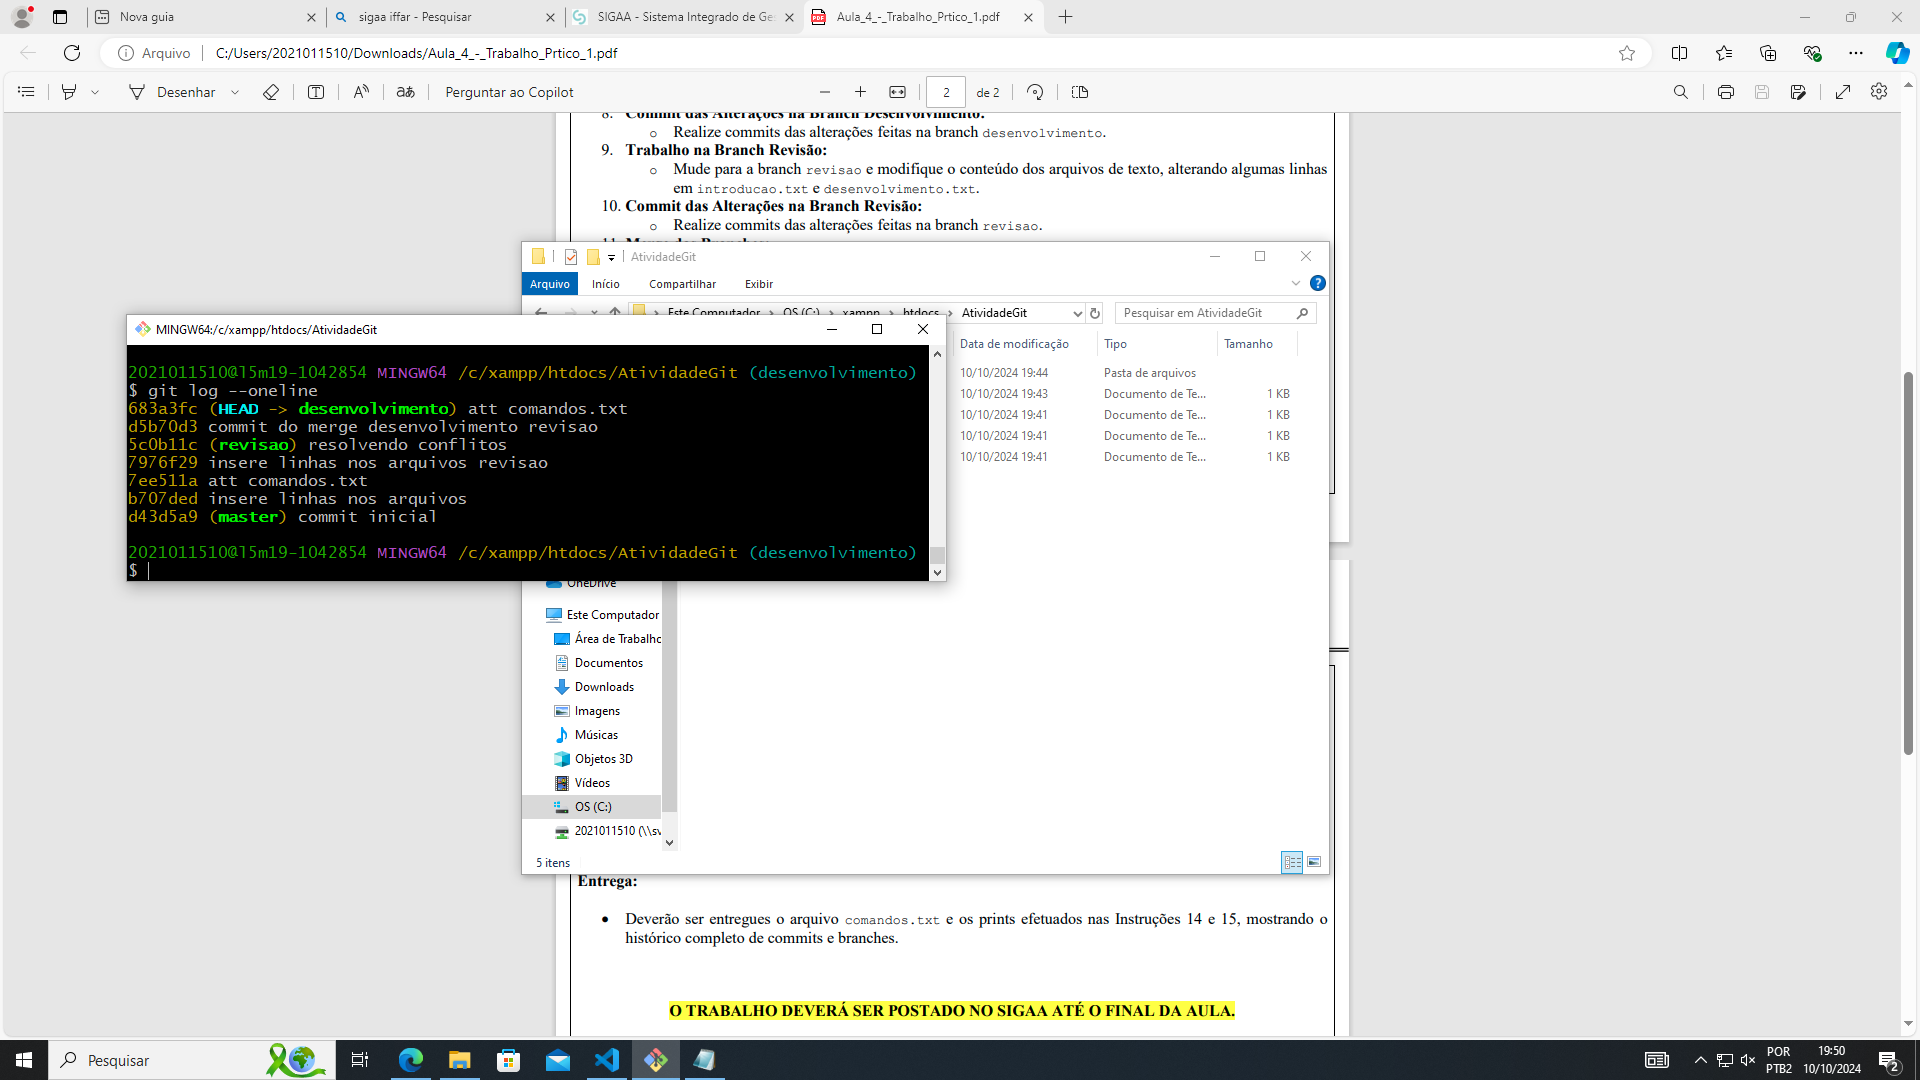 Nova guia
sigaa iffar - Pesquisar
SIGAA - Sistema Integrado de Ge
Aula_4_-_Trabalho_Prtico_1.pdf
Arquivo
C:/Users/2021011510/Downloads/Aula_4_-_Trabalho_Prtico_1.pdf
Desenhar
Perguntar ao Copilot
2
de 2
8. Commit das Alterações na Branch Desenvolvimento:
o Realize commits das alterações feitas na branch desenvolvimento.
9. Trabalho na Branch Revisão:
o Mude para a branch revisao e modifique o conteúdo dos arquivos de texto, alterando algumas linhas
em introducao.txt e desenvolvimento.txt.
10. Commit das Alterações na Branch Revisão:
o Realize commits das alterações feitas na branch revisao.
AtividadeGit
Arquivo
Início
Compartilhar
Exibir
Este Computador
OS (C:)
xampp
htdocs
AtividadeGit
Pesquisar em AtividadeGit
Data de modificação Tipo Tamanho
10/10/2024 19:44 Pasta de arquivos
10/10/2024 19:43 Documento de Te... 1 KB
10/10/2024 19:41 Documento de Te... 1 KB
10/10/2024 19:41 Documento de Te... 1 KB
10/10/2024 19:41 Documento de Te... 1 KB
MINGW64:/c/xampp/htdocs/AtividadeGit
2021011510@l5m19-1042854 MINGW64 /c/xampp/htdocs/AtividadeGit (desenvolvimento)
$ git log --oneline
683a3fc (HEAD -> desenvolvimento) att comandos.txt
d5b70d3 commit do merge desenvolvimento revisao
5c0b11c (revisao) resolvendo conflitos
7976f29 insere linhas nos arquivos revisao
7ee511a att comandos.txt
b707ded insere linhas nos arquivos
d43d5a9 (master) commit inicial
2021011510@l5m19-1042854 MINGW64 /c/xampp/htdocs/AtividadeGit (desenvolvimento)
$
OneDrive
Este Computador
Área de Trabalho
Documentos
Downloads
Imagens
Músicas
Objetos 3D
Vídeos
OS (C:)
2021011510 (\\sv
5 itens
Entrega:
• Deverão ser entregues o arquivo comandos.txt e os prints efetuados nas Instruções 14 e 15, mostrando o
histórico completo de commits e branches.
O TRABALHO DEVERÁ SER POSTADO NO SIGAA ATÉ O FINAL DA AULA.
Pesquisar
POR
PTB2
19:50
10/10/2024
2